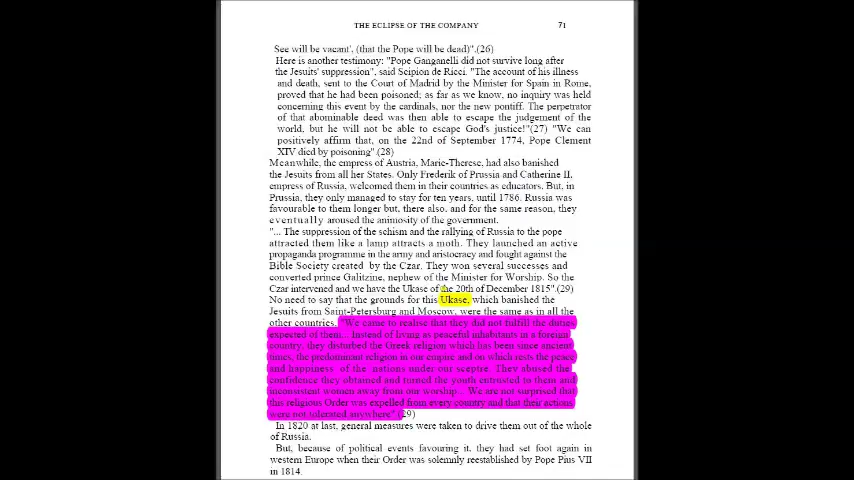 THE ECLIPSE OF THE COMPANY 71
See will be vacant', (that the Pope will be dead)".(26)
Here is another testimony: "Pope Ganganelli did not survive long after
the Jesuits' suppression", said Scipion de Ricci. "The account of his illness
and death, sent to the Court of Madrid by the Minister for Spain in Rome,
proved that he had been poisoned; as far as we know, no inquiry was held
concerning this event by the cardinals, nor the new pontiff. The perpetrator
of that abominable deed was then able to escape the judgement of the
world, but he will not be able to escape God's justice!"(27) "We can
positively affirm that, on the 22nd of September 1774, Pope Clement
XIV died by poisoning".(28)
Meanwhile, the empress of Austria, Marie-Therese, had also banished
the Jesuits from all her States. Only Frederik of Prussia and Catherine II,
empress of Russia, welcomed them in their countries as educators. But, in
Prussia, they only managed to stay for ten years, until 1786. Russia was
favourable to them longer but, there also, and for the same reason, they
eventually aroused the animosity of the government.
"... The suppression of the schism and the rallying of Russia to the pope
attracted them like a lamp attracts a moth. They launched an active
propaganda programme in the army and aristocracy and fought against the
Bible Society created by the Czar. They won several successes and
converted prince Galitzine, nephew of the Minister for Worship. So the
Czar intervened and we have the Ukase of the 20th of December 1815".(29)
No need to say that the grounds for this Ukase, which banished the
Jesuits from Saint-Petersburg and Moscow, were the same as in all the
other countries. "We came to realise that they did not fulfill the duties
expected of them... Instead of living as peaceful inhabitants in a foreign
country, they disturbed the Greek religion which has been since ancient
times, the predominant religion in our empire and on which rests the peace
and happiness of the nations under our sceptre. They abused the
confidence they obtained and turned the youth entrusted to them and
inconsistent women away from our worship... We are not surprised that
this religious Order was expelled from every country and that their actions
were not tolerated anywhere".(29)
In 1820 at last, general measures were taken to drive them out of the whole
of Russia.
But, because of political events favouring it, they had set foot again in
western Europe when their Order was solemnly reestablished by Pope Pius VII
in 1814.